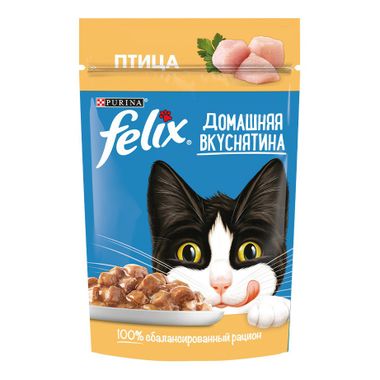 ПТИЦА
PURINA
felix®
ДОМАШНЯЯ
ВКУСНЯТИНА
100% сбалансированный рацион